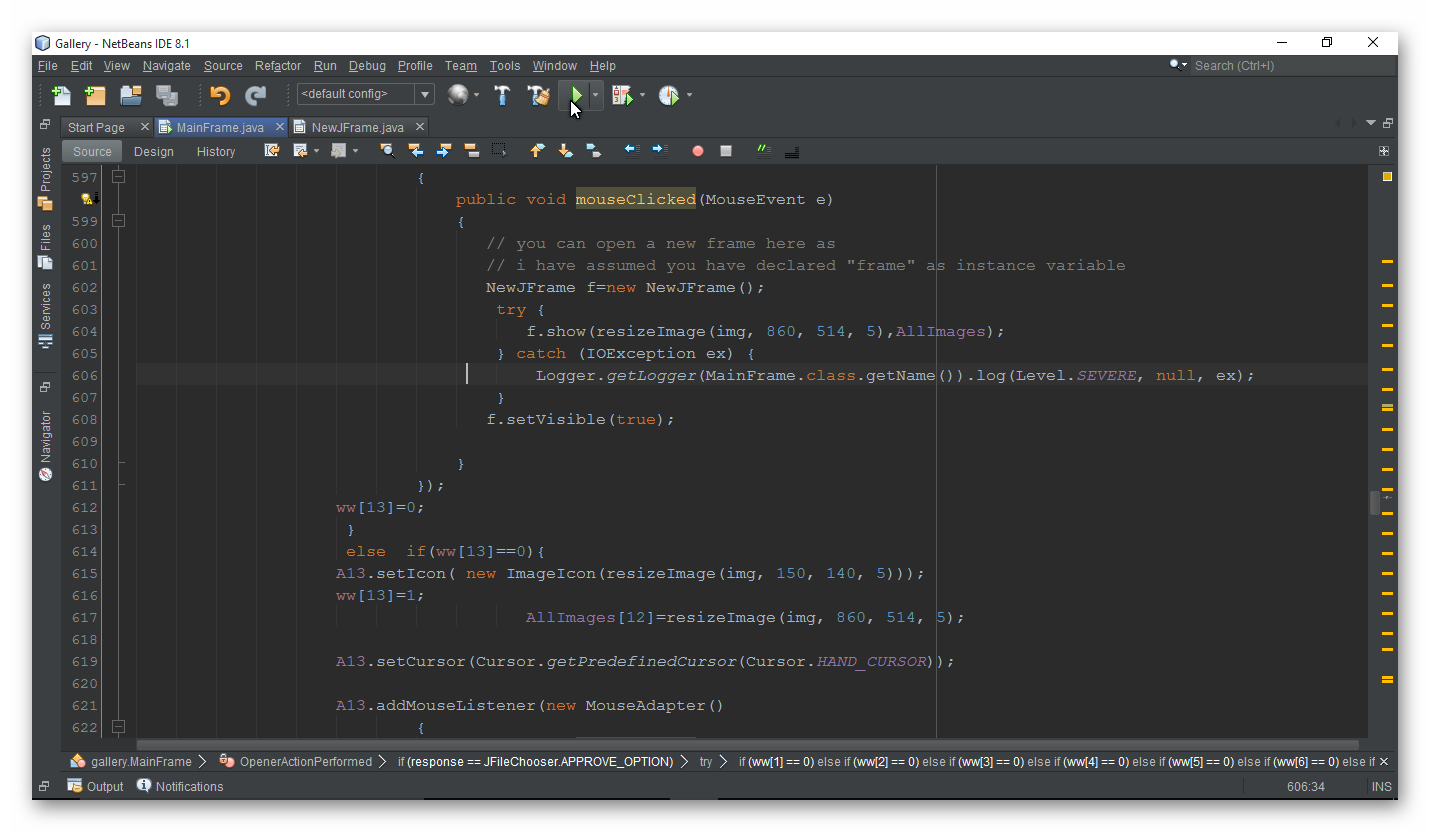 Gallery - NetBeans IDE 8.1
File Edit View Navigate Source Refactor Run Debug Profile Team Tools Window Help Search (Ctrl+I)
<default config>
Start Page MainFrame.java NewJFrame.java
Source Design History
Projects
Files
Services
Navigator
597 {
public void mouseClicked(MouseEvent e)
599 {
600 // you can open a new frame here as
601 // i have assumed you have declared "frame" as instance variable
602 NewJFrame f=new NewJFrame();
603 try {
604 f.show(resizeImage(img, 860, 514, 5),AllImages);
605 } catch (IOException ex) {
606 Logger.getLogger(MainFrame.class.getName()).log(Level.SEVERE, null, ex);
607 }
608 f.setVisible(true);
609
610 }
611 });
612 ww[13]=0;
613 }
614 else if(ww[13]==0){
615 A13.setIcon( new ImageIcon(resizeImage(img, 150, 140, 5)));
616 ww[13]=1;
617 AllImages[12]=resizeImage(img, 860, 514, 5);
618
619 A13.setCursor(Cursor.getPredefinedCursor(Cursor.HAND_CURSOR));
620
621 A13.addMouseListener(new MouseAdapter()
622 {
gallery.MainFrame OpenerActionPerformed if (response == JFileChooser.APPROVE_OPTION) try if (ww[1] == 0) else if (ww[2] == 0) else if (ww[3] == 0) else if (ww[4] == 0) else if (ww[5] == 0) else if (ww[6] == 0) else if
Output Notifications 606:34 INS